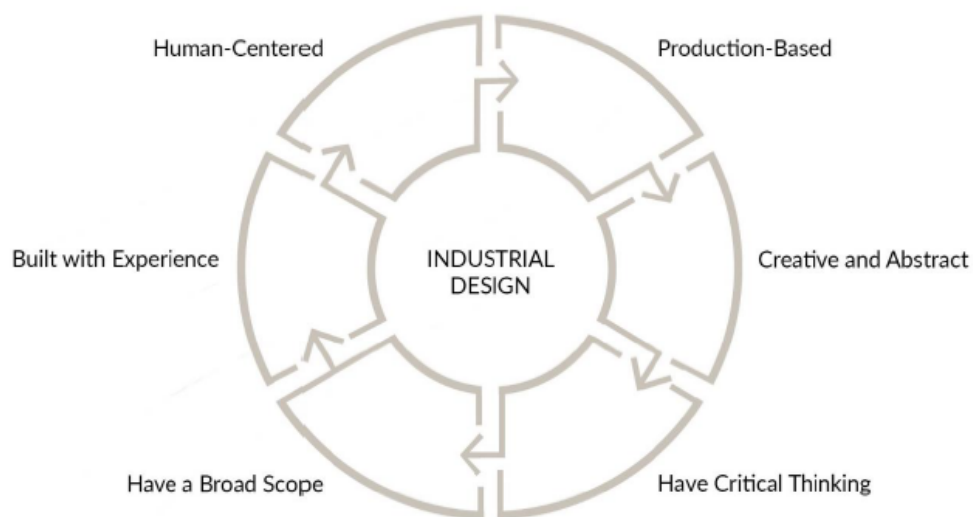 Human-Centered
Production-Based
Built with Experience
INDUSTRIAL
DESIGN
Creative and Abstract
Have a Broad Scope
Have Critical Thinking